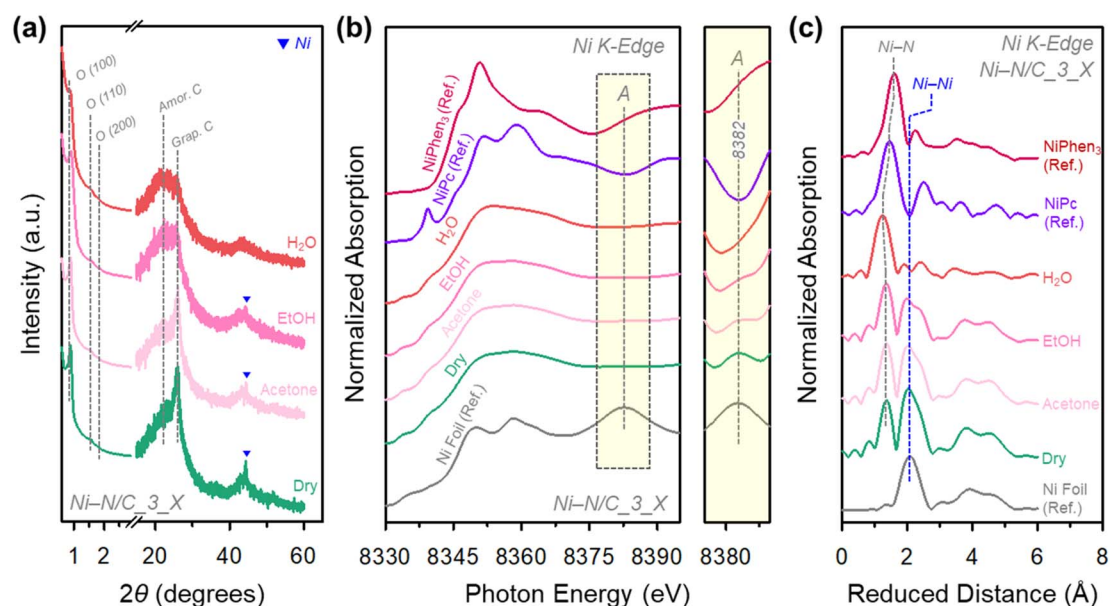 (a)
▼ Ni
O (100)
O (110)
O (200)
Amor. C
Grap. C
H₂O
EtOH
Acetone
Dry
Ni–N/C_3_X
Intensity (a.u.)
1 2 20 40 60
2θ (degrees)
(b)
Ni K-Edge
A
A
8382
NiPhen₃ (Ref.)
NiPc (Ref.)
H₂O
EtOH
Acetone
Dry
Ni Foil (Ref.)
Ni–N/C_3_X
Normalized Absorption
8330 8345 8360 8375 8390 8380
Photon Energy (eV)
(c)
Ni–N
Ni K-Edge
Ni–N/C_3_X
Ni–Ni
NiPhen₃
(Ref.)
NiPc
(Ref.)
H₂O
EtOH
Acetone
Dry
Ni Foil
(Ref.)
Normalized Absorption
0 2 4 6 8
Reduced Distance (Å)